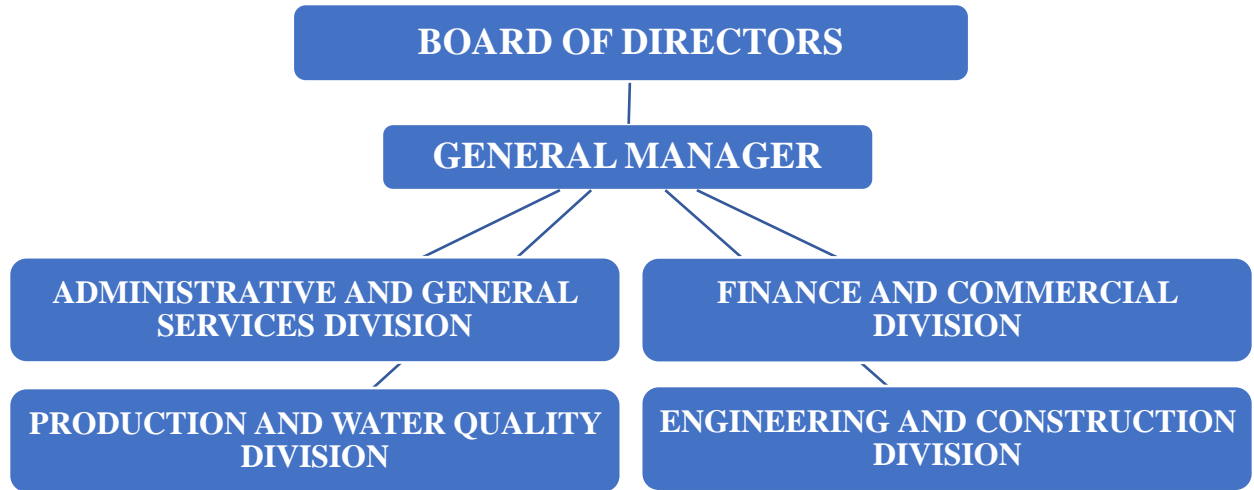 BOARD OF DIRECTORS
GENERAL MANAGER
ADMINISTRATIVE AND GENERAL
SERVICES DIVISION
FINANCE AND COMMERCIAL
DIVISION
PRODUCTION AND WATER QUALITY
DIVISION
ENGINEERING AND CONSTRUCTION
DIVISION